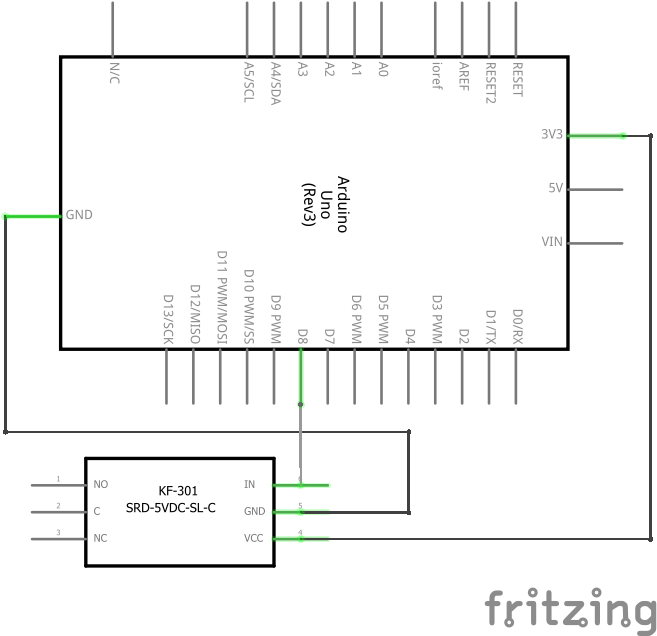 N/C
A5/SCL
A4/SDA
A3
A2
A1
A0
ioref
AREF
RESET2
RESET
3V3
5V
VIN
GND
Arduino
Uno
(Rev3)
D13/SCK
D12/MISO
D11 PWM/MOSI
D10 PWM/SS
D9 PWM
D8
D7
D6 PWM
D5 PWM
D4
D3 PWM
D2
D1/TX
D0/RX
1 NO
2 C
3 NC
KF-301
SRD-5VDC-SL-C
IN
GND 5
VCC 4
fritzing